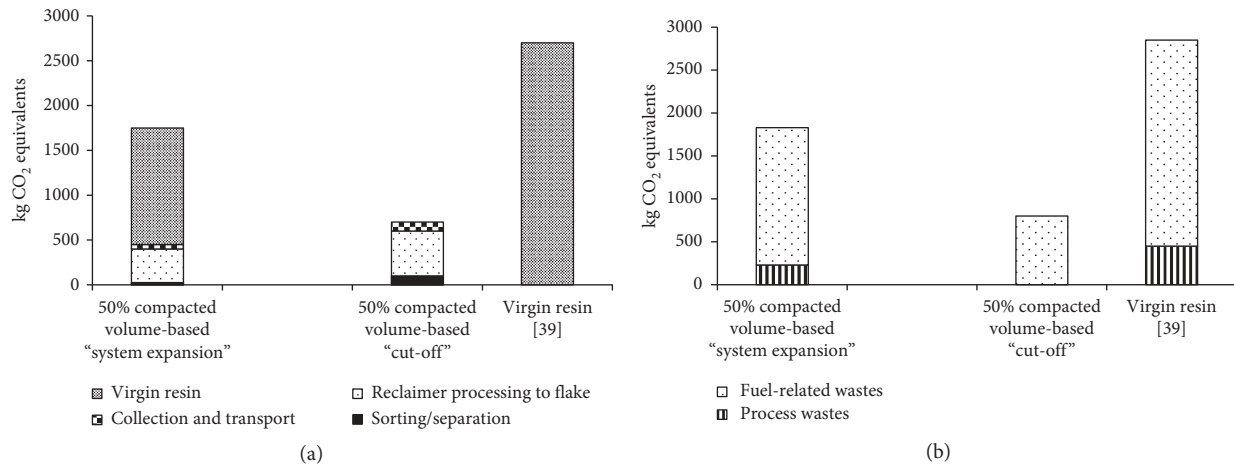 3000
2500
2000
1500
1000
500
0
kg CO₂ equivalents
50% compacted
volume-based
“system expansion”
50% compacted
volume-based
“cut-off”
Virgin resin
[39]
Virgin resin
Reclaimer processing to flake
Collection and transport
Sorting/separation
(a)
3000
2500
2000
1500
1000
500
0
kg CO₂ equivalents
50% compacted
volume-based
“system expansion”
50% compacted
volume-based
“cut-off”
Virgin resin
[39]
Fuel-related wastes
Process wastes
(b)